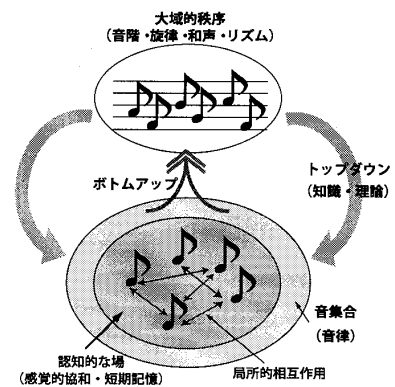 大域的秩序
（音階・旋律・和声・リズム）
ボトムアップ
トップダウン
（知識・理論）
音集合
（音律）
認知的な場
（感覚的協和・短期記憶）
局所的相互作用